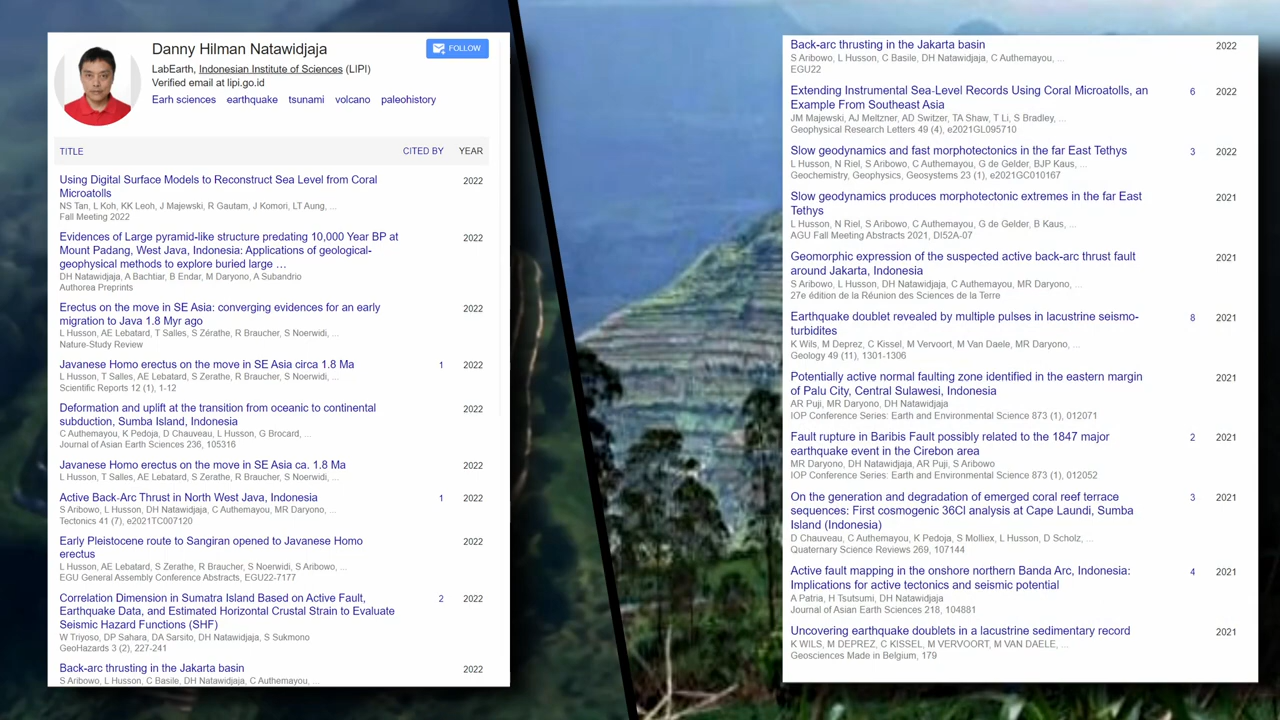 Danny Hilman Natawidjaja
FOLLOW
LabEarth, Indonesian Institute of Sciences (LIPI)
Verified email at lipi.go.id
Earh sciences earthquake tsunami volcano paleohistory
TITLE CITED BY YEAR
Using Digital Surface Models to Reconstruct Sea Level from Coral 2022
Microatolls
NS Tan, L Koh, KK Leoh, J Majewski, R Gautam, J Komori, LT Aung, ...
Fall Meeting 2022
Evidences of Large pyramid-like structure predating 10,000 Year BP at 2022
Mount Padang, West Java, Indonesia: Applications of geological-
geophysical methods to explore buried large ...
DH Natawidjaja, A Bachtiar, B Endar, M Daryono, A Subandrio
Authorea Preprints
Erectus on the move in SE Asia: converging evidences for an early 2022
migration to Java 1.8 Myr ago
L Husson, AE Lebatard, T Salles, S Zérathe, R Braucher, S Noerwidi, ...
Nature-Study Review
Javanese Homo erectus on the move in SE Asia circa 1.8 Ma 1 2022
L Husson, T Salles, AE Lebatard, S Zerathe, R Braucher, S Noerwidi, ...
Scientific Reports 12 (1), 1-12
Deformation and uplift at the transition from oceanic to continental 2022
subduction, Sumba Island, Indonesia
C Authemayou, K Pedoja, D Chauveau, L Husson, G Brocard, ...
Journal of Asian Earth Sciences 236, 105316
Javanese Homo erectus on the move in SE Asia ca. 1.8 Ma 2022
L Husson, T Salles, AE Lebatard, S Zerathe, R Braucher, S Noerwidi, ...
Active Back-Arc Thrust in North West Java, Indonesia 1 2022
S Aribowo, L Husson, DH Natawidjaja, C Authemayou, MR Daryono, ...
Tectonics 41 (7), e2021TC007120
Early Pleistocene route to Sangiran opened to Javanese Homo 2022
erectus
L Husson, AE Lebatard, S Zerathe, R Braucher, S Noerwidi, S Aribowo, ...
EGU General Assembly Conference Abstracts, EGU22-7177
Correlation Dimension in Sumatra Island Based on Active Fault, 2 2022
Earthquake Data, and Estimated Horizontal Crustal Strain to Evaluate
Seismic Hazard Functions (SHF)
W Triyoso, DP Sahara, DA Sarsito, DH Natawidjaja, S Sukmono
GeoHazards 3 (2), 227-241
Back-arc thrusting in the Jakarta basin 2022
S Aribowo, L Husson, C Basile, DH Natawidjaja, C Authemayou, ...
Back-arc thrusting in the Jakarta basin 2022
S Aribowo, L Husson, C Basile, DH Natawidjaja, C Authemayou, ...
EGU22
Extending Instrumental Sea-Level Records Using Coral Microatolls, an 6 2022
Example From Southeast Asia
JM Majewski, AJ Meltzner, AD Switzer, TA Shaw, T Li, S Bradley, ...
Geophysical Research Letters 49 (4), e2021GL095710
Slow geodynamics and fast morphotectonics in the far East Tethys 3 2022
L Husson, N Riel, S Aribowo, C Authemayou, G de Gelder, BJP Kaus, ...
Geochemistry, Geophysics, Geosystems 23 (1), e2021GC010167
Slow geodynamics produces morphotectonic extremes in the far East 2021
Tethys
L Husson, N Riel, S Aribowo, C Authemayou, G de Gelder, B Kaus, ...
AGU Fall Meeting Abstracts 2021, DI52A-07
Geomorphic expression of the suspected active back-arc thrust fault 2021
around Jakarta, Indonesia
S Aribowo, L Husson, DH Natawidjaja, C Authemayou, MR Daryono, ...
27e édition de la Réunion des Sciences de la Terre
Earthquake doublet revealed by multiple pulses in lacustrine seismo- 8 2021
turbidites
K Wils, M Deprez, C Kissel, M Vervoort, M Van Daele, MR Daryono, ...
Geology 49 (11), 1301-1306
Potentially active normal faulting zone identified in the eastern margin 2021
of Palu City, Central Sulawesi, Indonesia
AR Puji, MR Daryono, DH Natawidjaja
IOP Conference Series: Earth and Environmental Science 873 (1), 012071
Fault rupture in Baribis Fault possibly related to the 1847 major 2 2021
earthquake event in the Cirebon area
MR Daryono, DH Natawidjaja, AR Puji, S Aribowo
IOP Conference Series: Earth and Environmental Science 873 (1), 012052
On the generation and degradation of emerged coral reef terrace 3 2021
sequences: First cosmogenic 36Cl analysis at Cape Laundi, Sumba
Island (Indonesia)
D Chauveau, C Authemayou, K Pedoja, S Molliex, L Husson, D Scholz, ...
Quaternary Science Reviews 269, 107144
Active fault mapping in the onshore northern Banda Arc, Indonesia: 4 2021
Implications for active tectonics and seismic potential
A Patria, H Tsutsumi, DH Natawidjaja
Journal of Asian Earth Sciences 218, 104881
Uncovering earthquake doublets in a lacustrine sedimentary record 2021
K WILS, M DEPREZ, C KISSEL, M VERVOORT, M VAN DAELE, ...
Geosciences Made in Belgium, 179